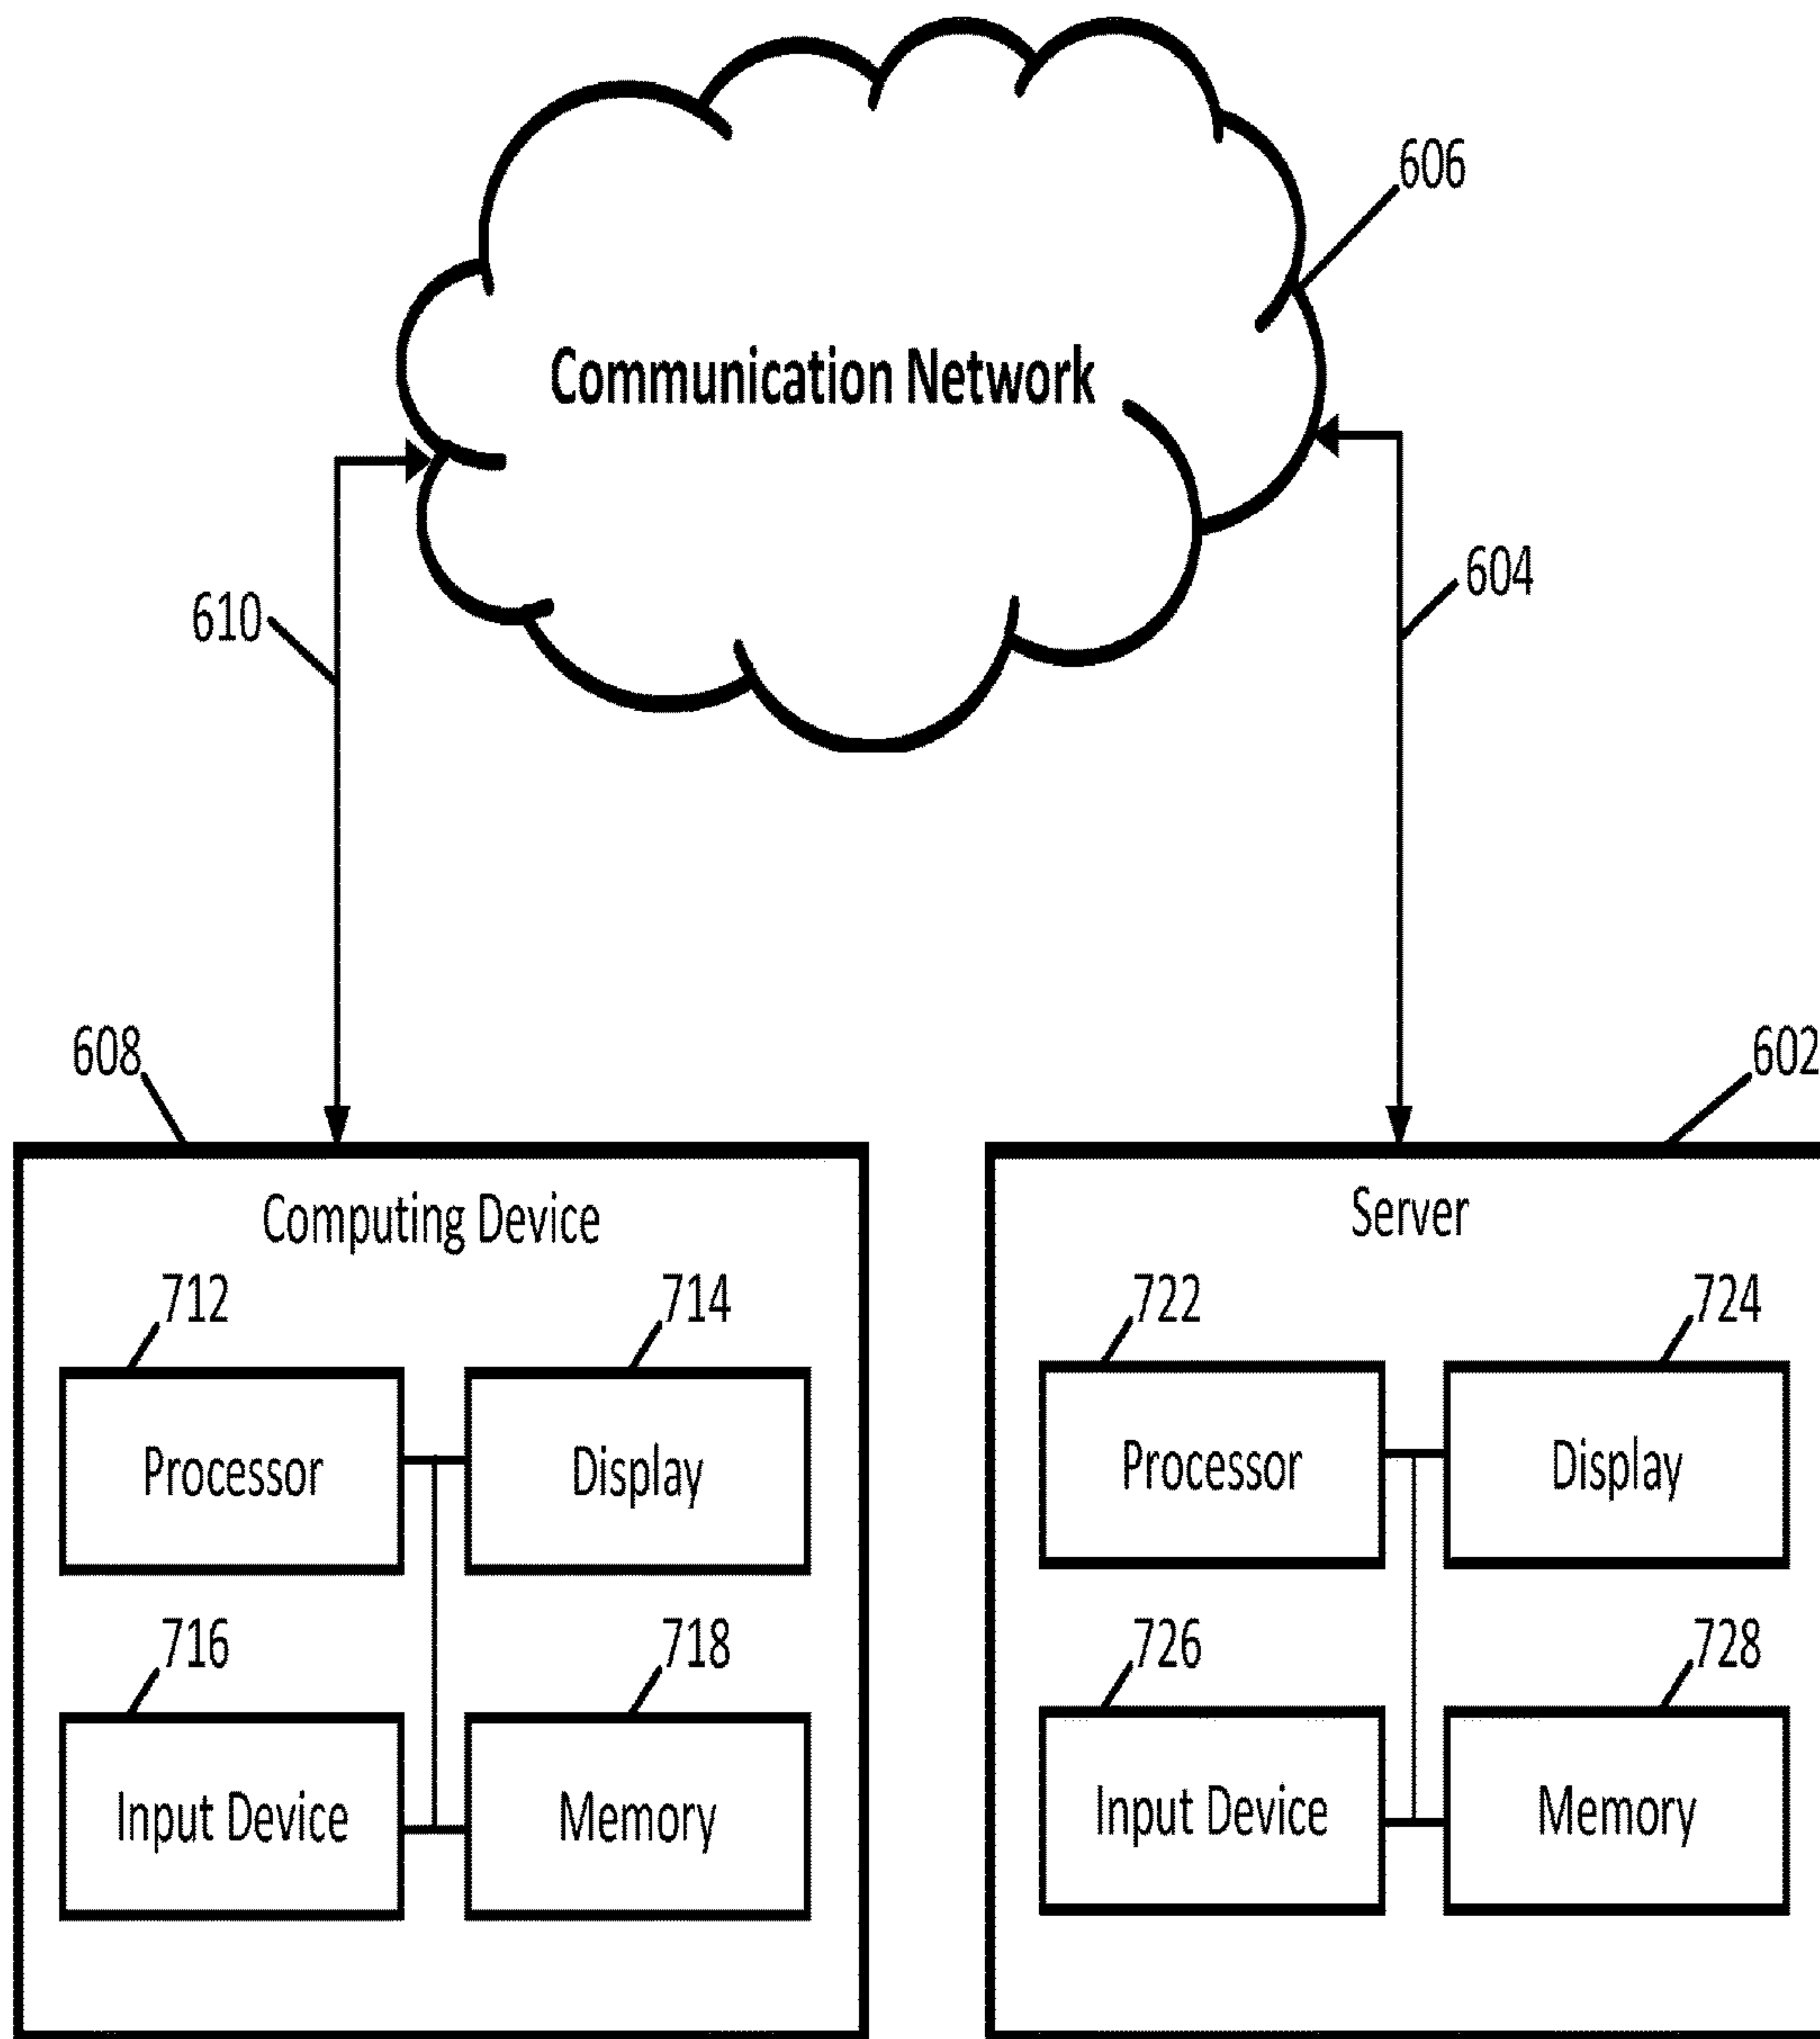 606
Communication Network
604
610
608
602
Computing Device
Server
712
714
722
724
Processor
Display
Processor
Display
716
718
726
728
Input Device
Memory
Input Device
Memory